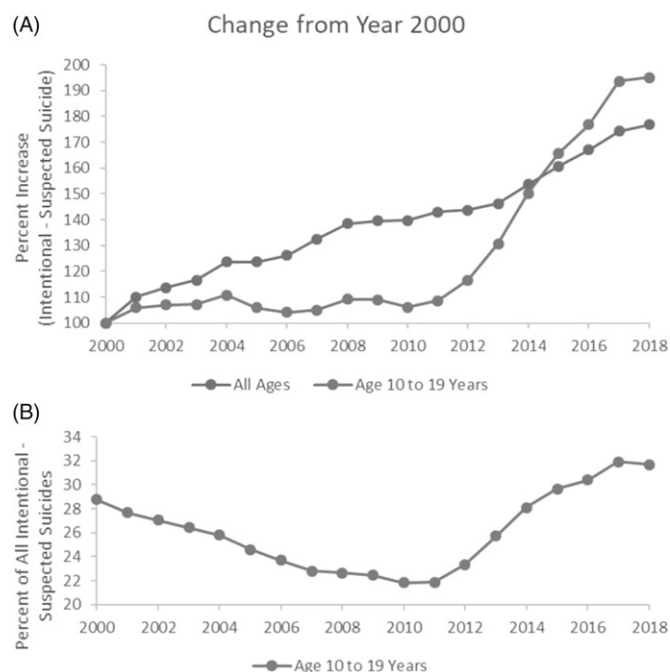 (A)
Change from Year 2000
Percent Increase
(Intentional - Suspected Suicide)
200
190
180
170
160
150
140
130
120
110
100
2000 2002 2004 2006 2008 2010 2012 2014 2016 2018
All Ages Age 10 to 19 Years
(B)
Percent of All Intentional -
Suspected Suicides
34
32
30
28
26
24
22
20
2000 2002 2004 2006 2008 2010 2012 2014 2016 2018
Age 10 to 19 Years